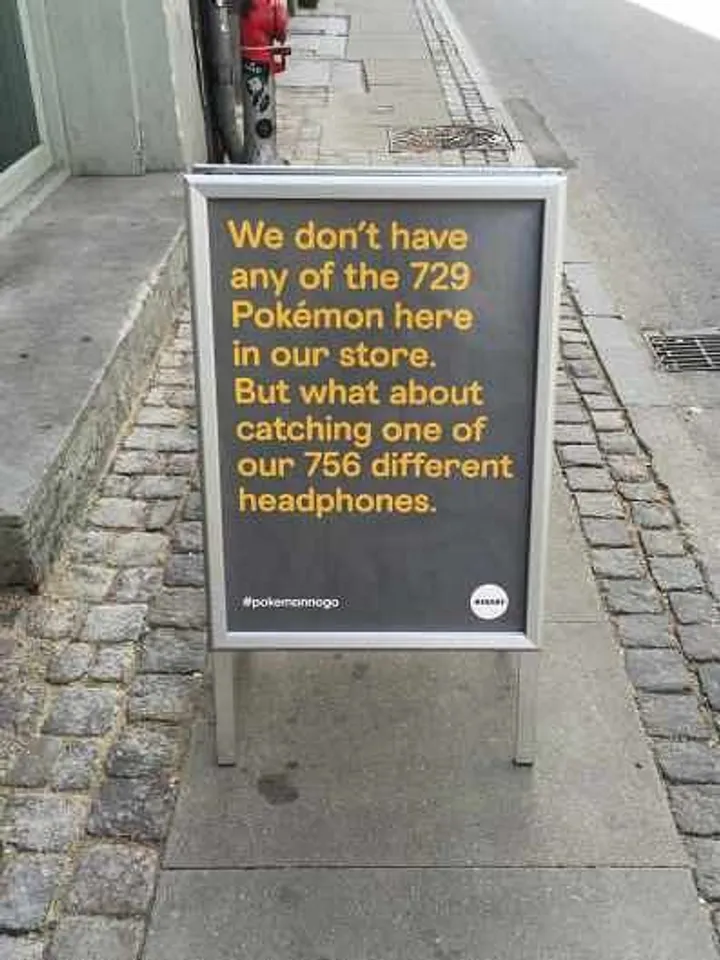 We don't have
any of the 729
Pokémon here
in our store.
But what about
catching one of
our 756 different
headphones.
#pokemonnogo